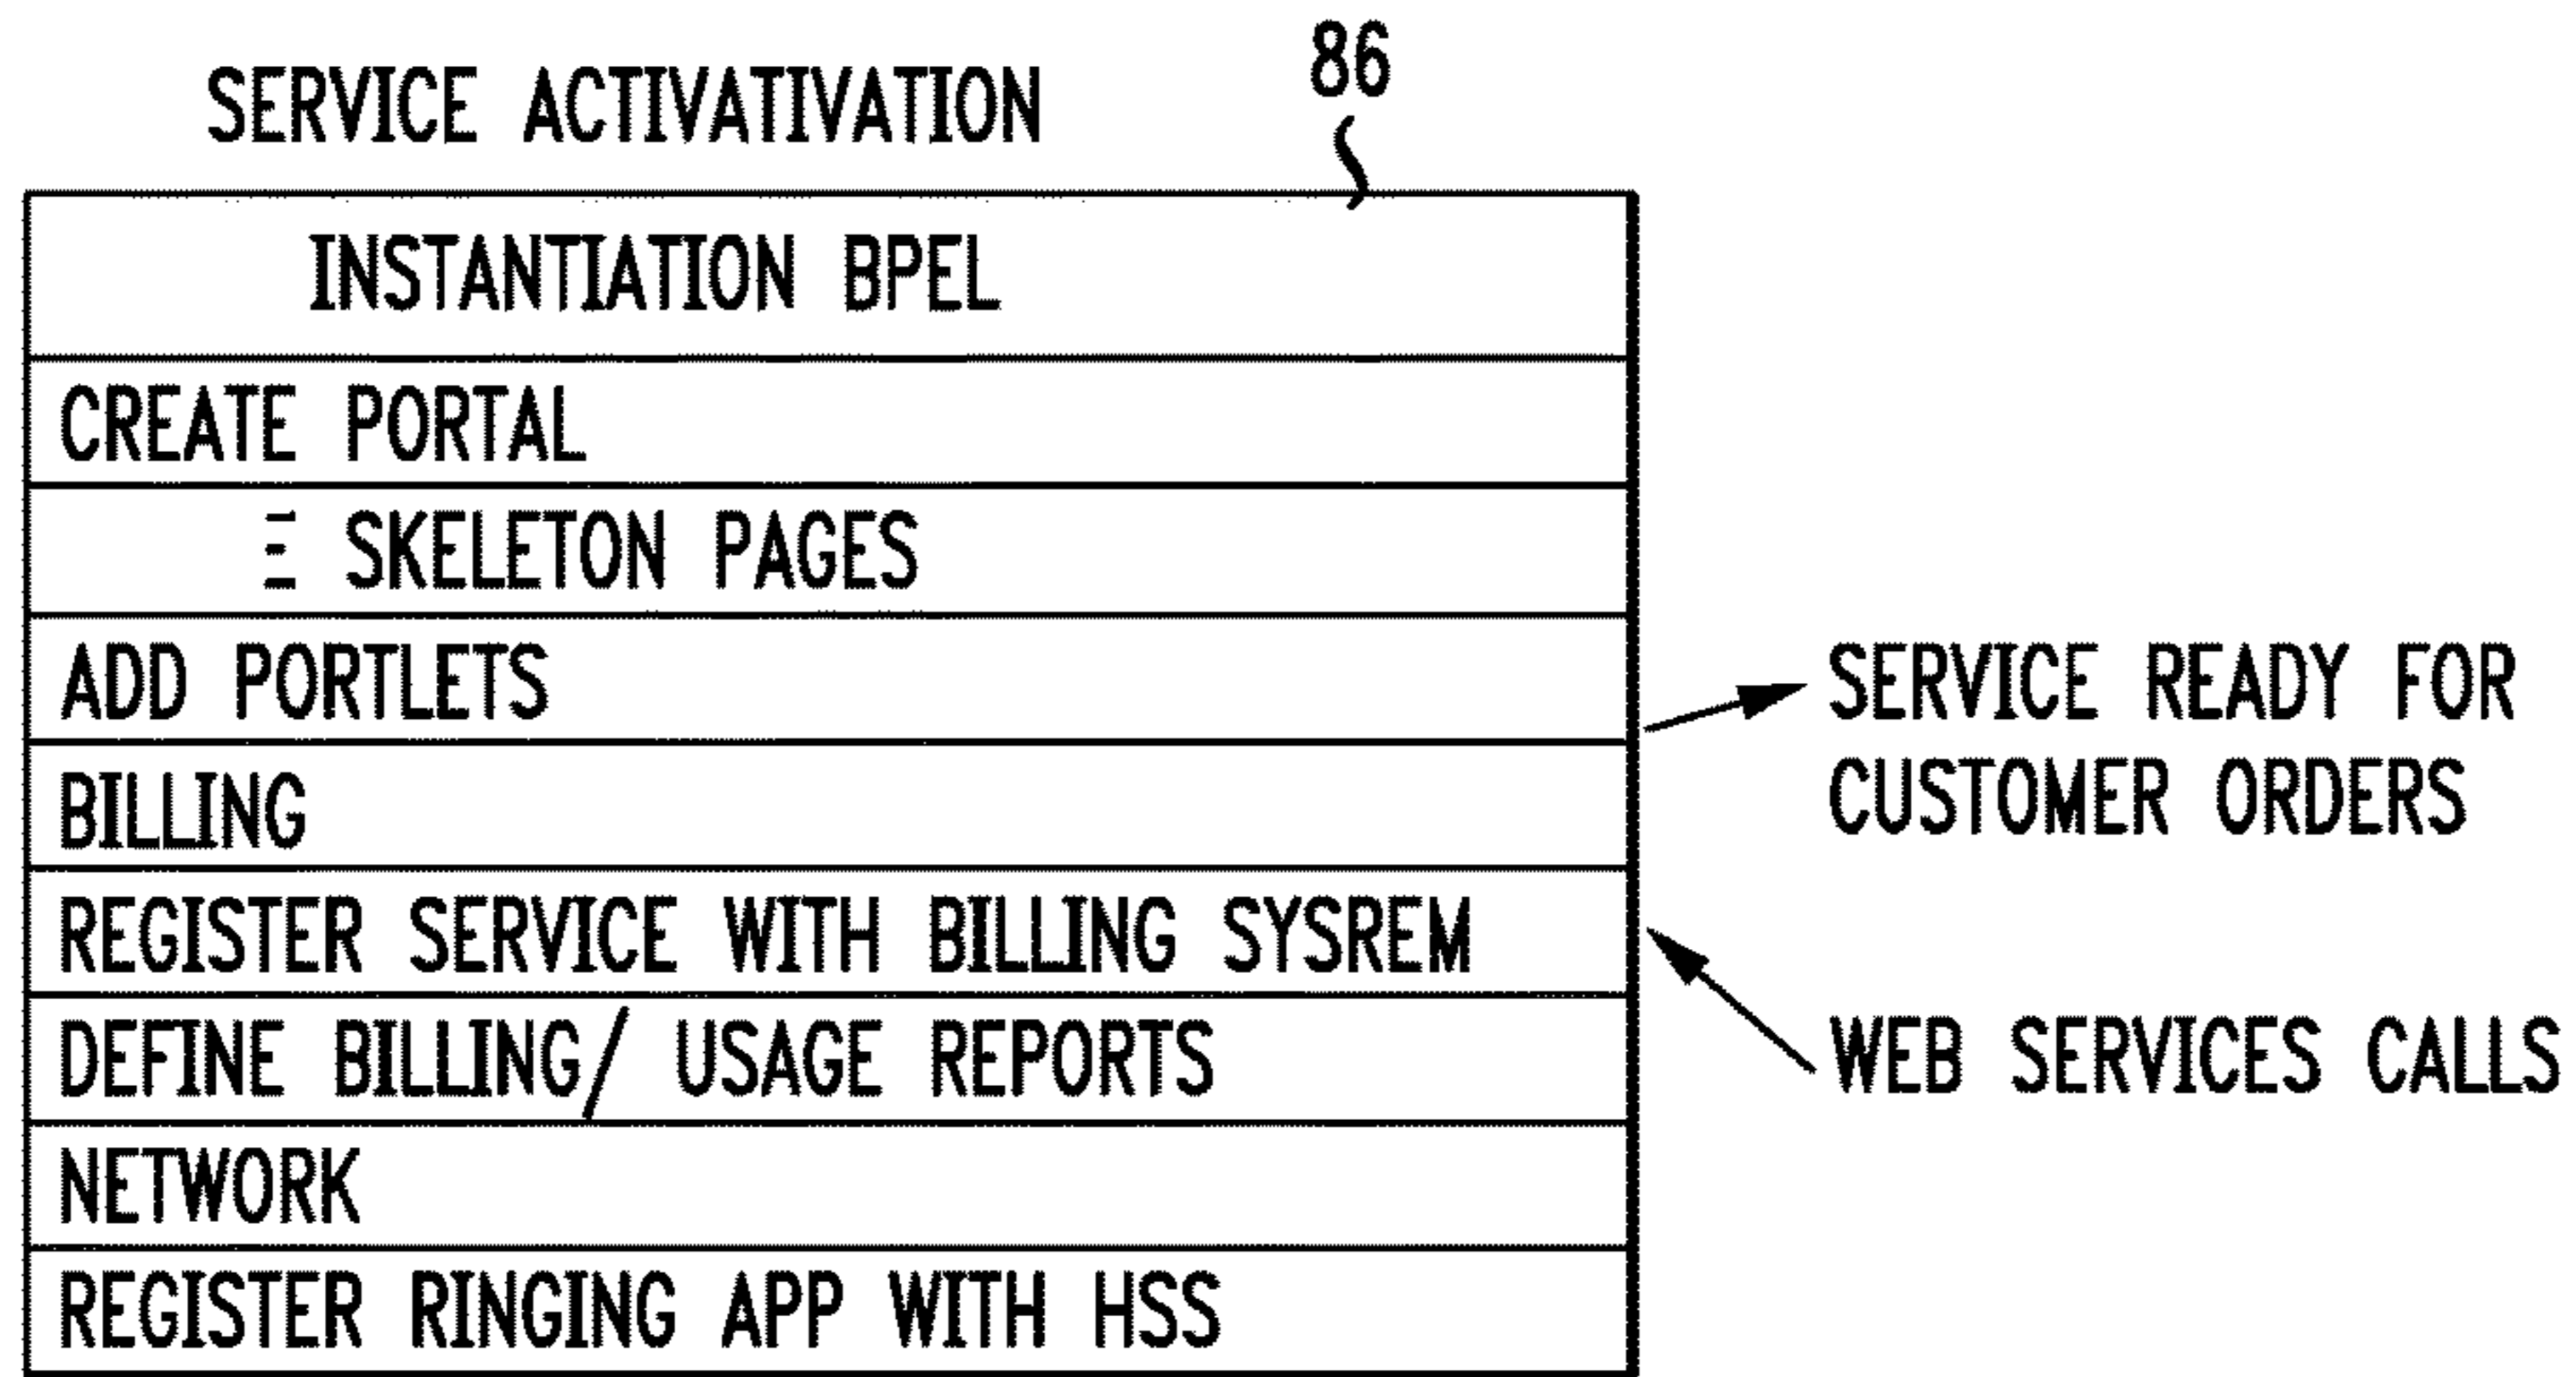 86
SERVICE ACTIVATIVATION
INSTANTIATION BPEL
CREATE PORTAL
SKELETON PAGES
ADD PORTLETS
BILLING
REGISTER SERVICE WITH BILLING SYSREM
DEFINE BILLING/ USAGE REPORTS
NETWORK
REGISTER RINGING APP WITH HSS
SERVICE READY FOR
CUSTOMER ORDERS
WEB SERVICES CALLS